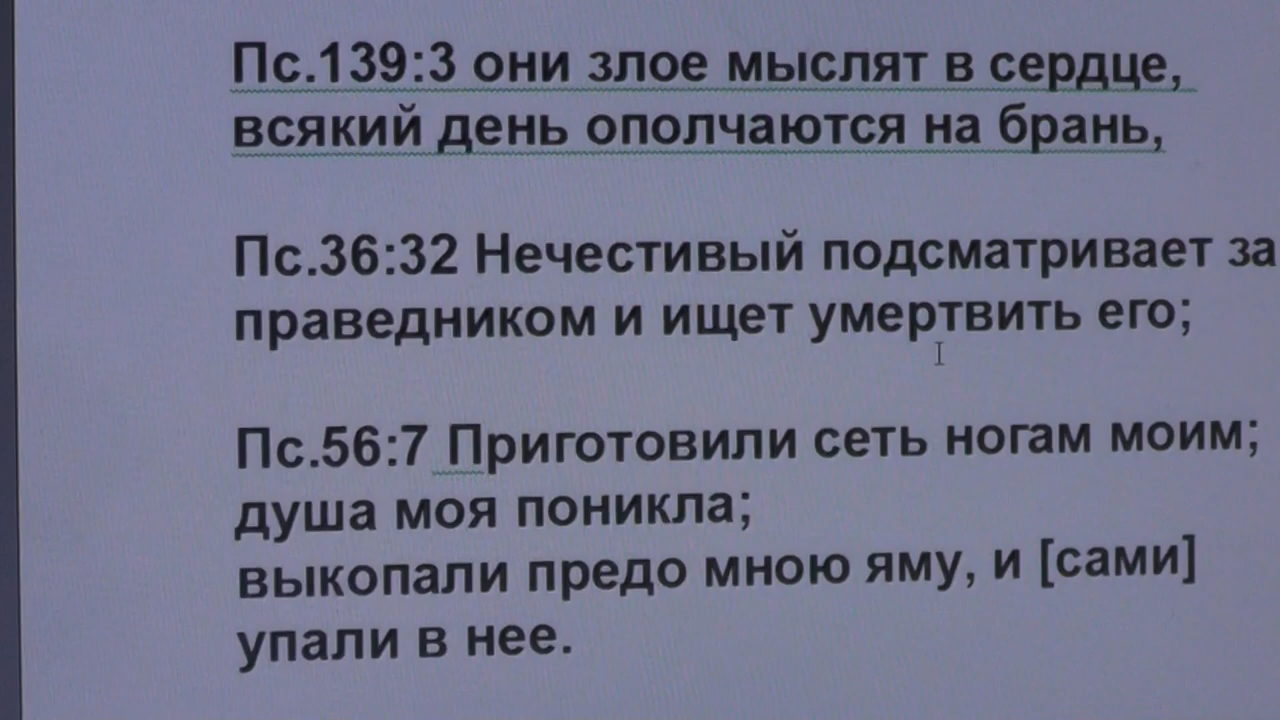 Пс.139:3 они злое мыслят в сердце,
всякий день ополчаются на брань,
Пс.36:32 Нечестивый подсматривает за
праведником и ищет умертвить его;
Пс.56:7 Приготовили сеть ногам моим;
душа моя поникла;
выкопали предо мною яму, и [сами]
упали в нее.